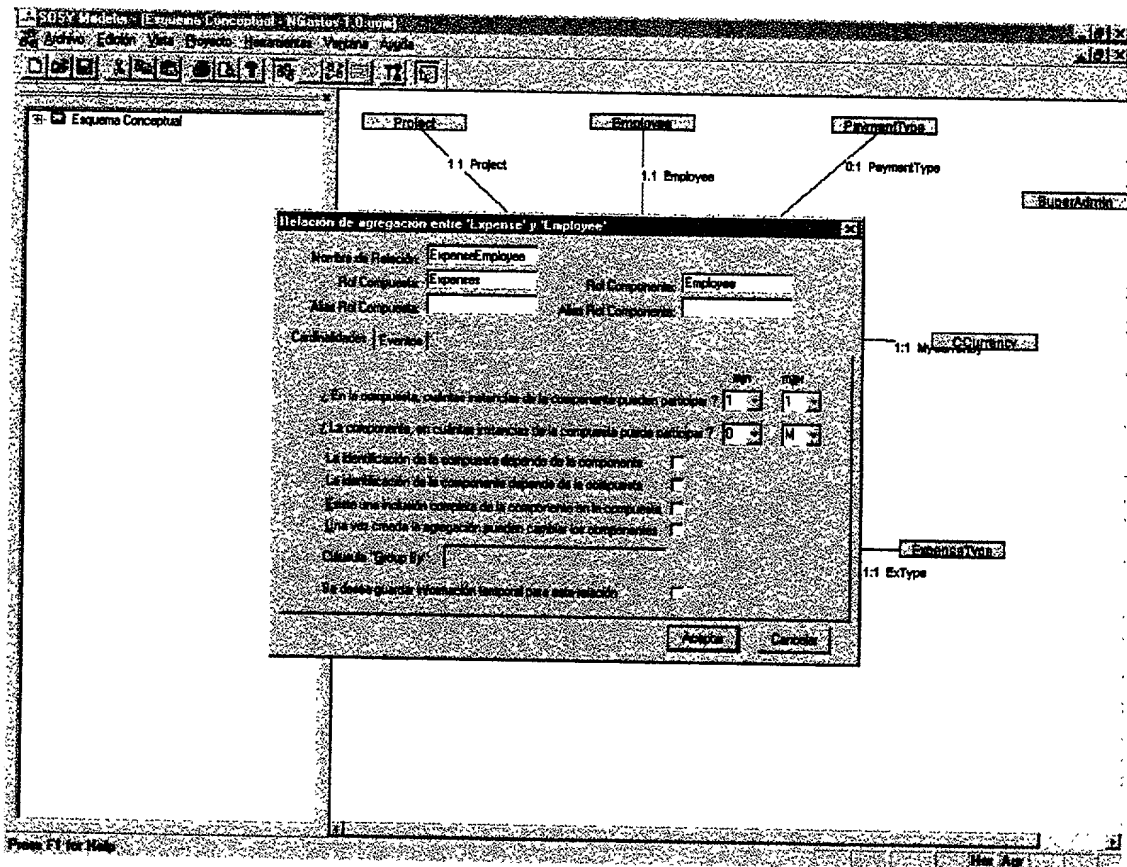 SOSY Modeler - [Esquema Conceptual - NGastos 1.0.oom]
Archivo Edición Vista Proyecto Herramientas Ventana Ayuda
Esquema Conceptual
Project
Employee
PaymentType
1:1 Project
1:1 Employee
0:1 PaymentType
SuperAdmin
Relación de agregación entre 'Expense' y 'Employee'
Nombre de Relación: ExpenseEmployee
Rol Compuesta: Expenses
Rol Componente: Employee
Alias Rol Compuesta:
Alias Rol Componente:
Cardinalidades Eventos
CCurrency
1:1 MyCurrency
min max
¿ En la compuesta, cuántas instancias de la componente pueden participar ? 1 1
¿ La componente, en cuántas instancias de la compuesta puede participar ? 0 M
La identificación de la compuesta depende de la componente
La identificación de la componente depende de la compuesta
Existe una inclusión completa de la componente en la compuesta
Una vez creada la agregación pueden cambiar los componentes
Cláusula "Group By"
ExpenseType
1:1 ExType
Se desea guardar información temporal para esta relación
Aceptar Cancelar
Press F1 for Help